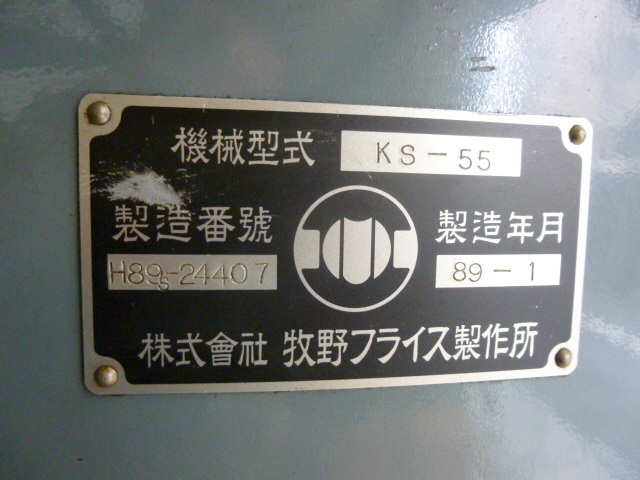 機械型式 KS-55
製造番號 製造年月
H89S-24407 89-1
株式會社 牧野フライス製作所